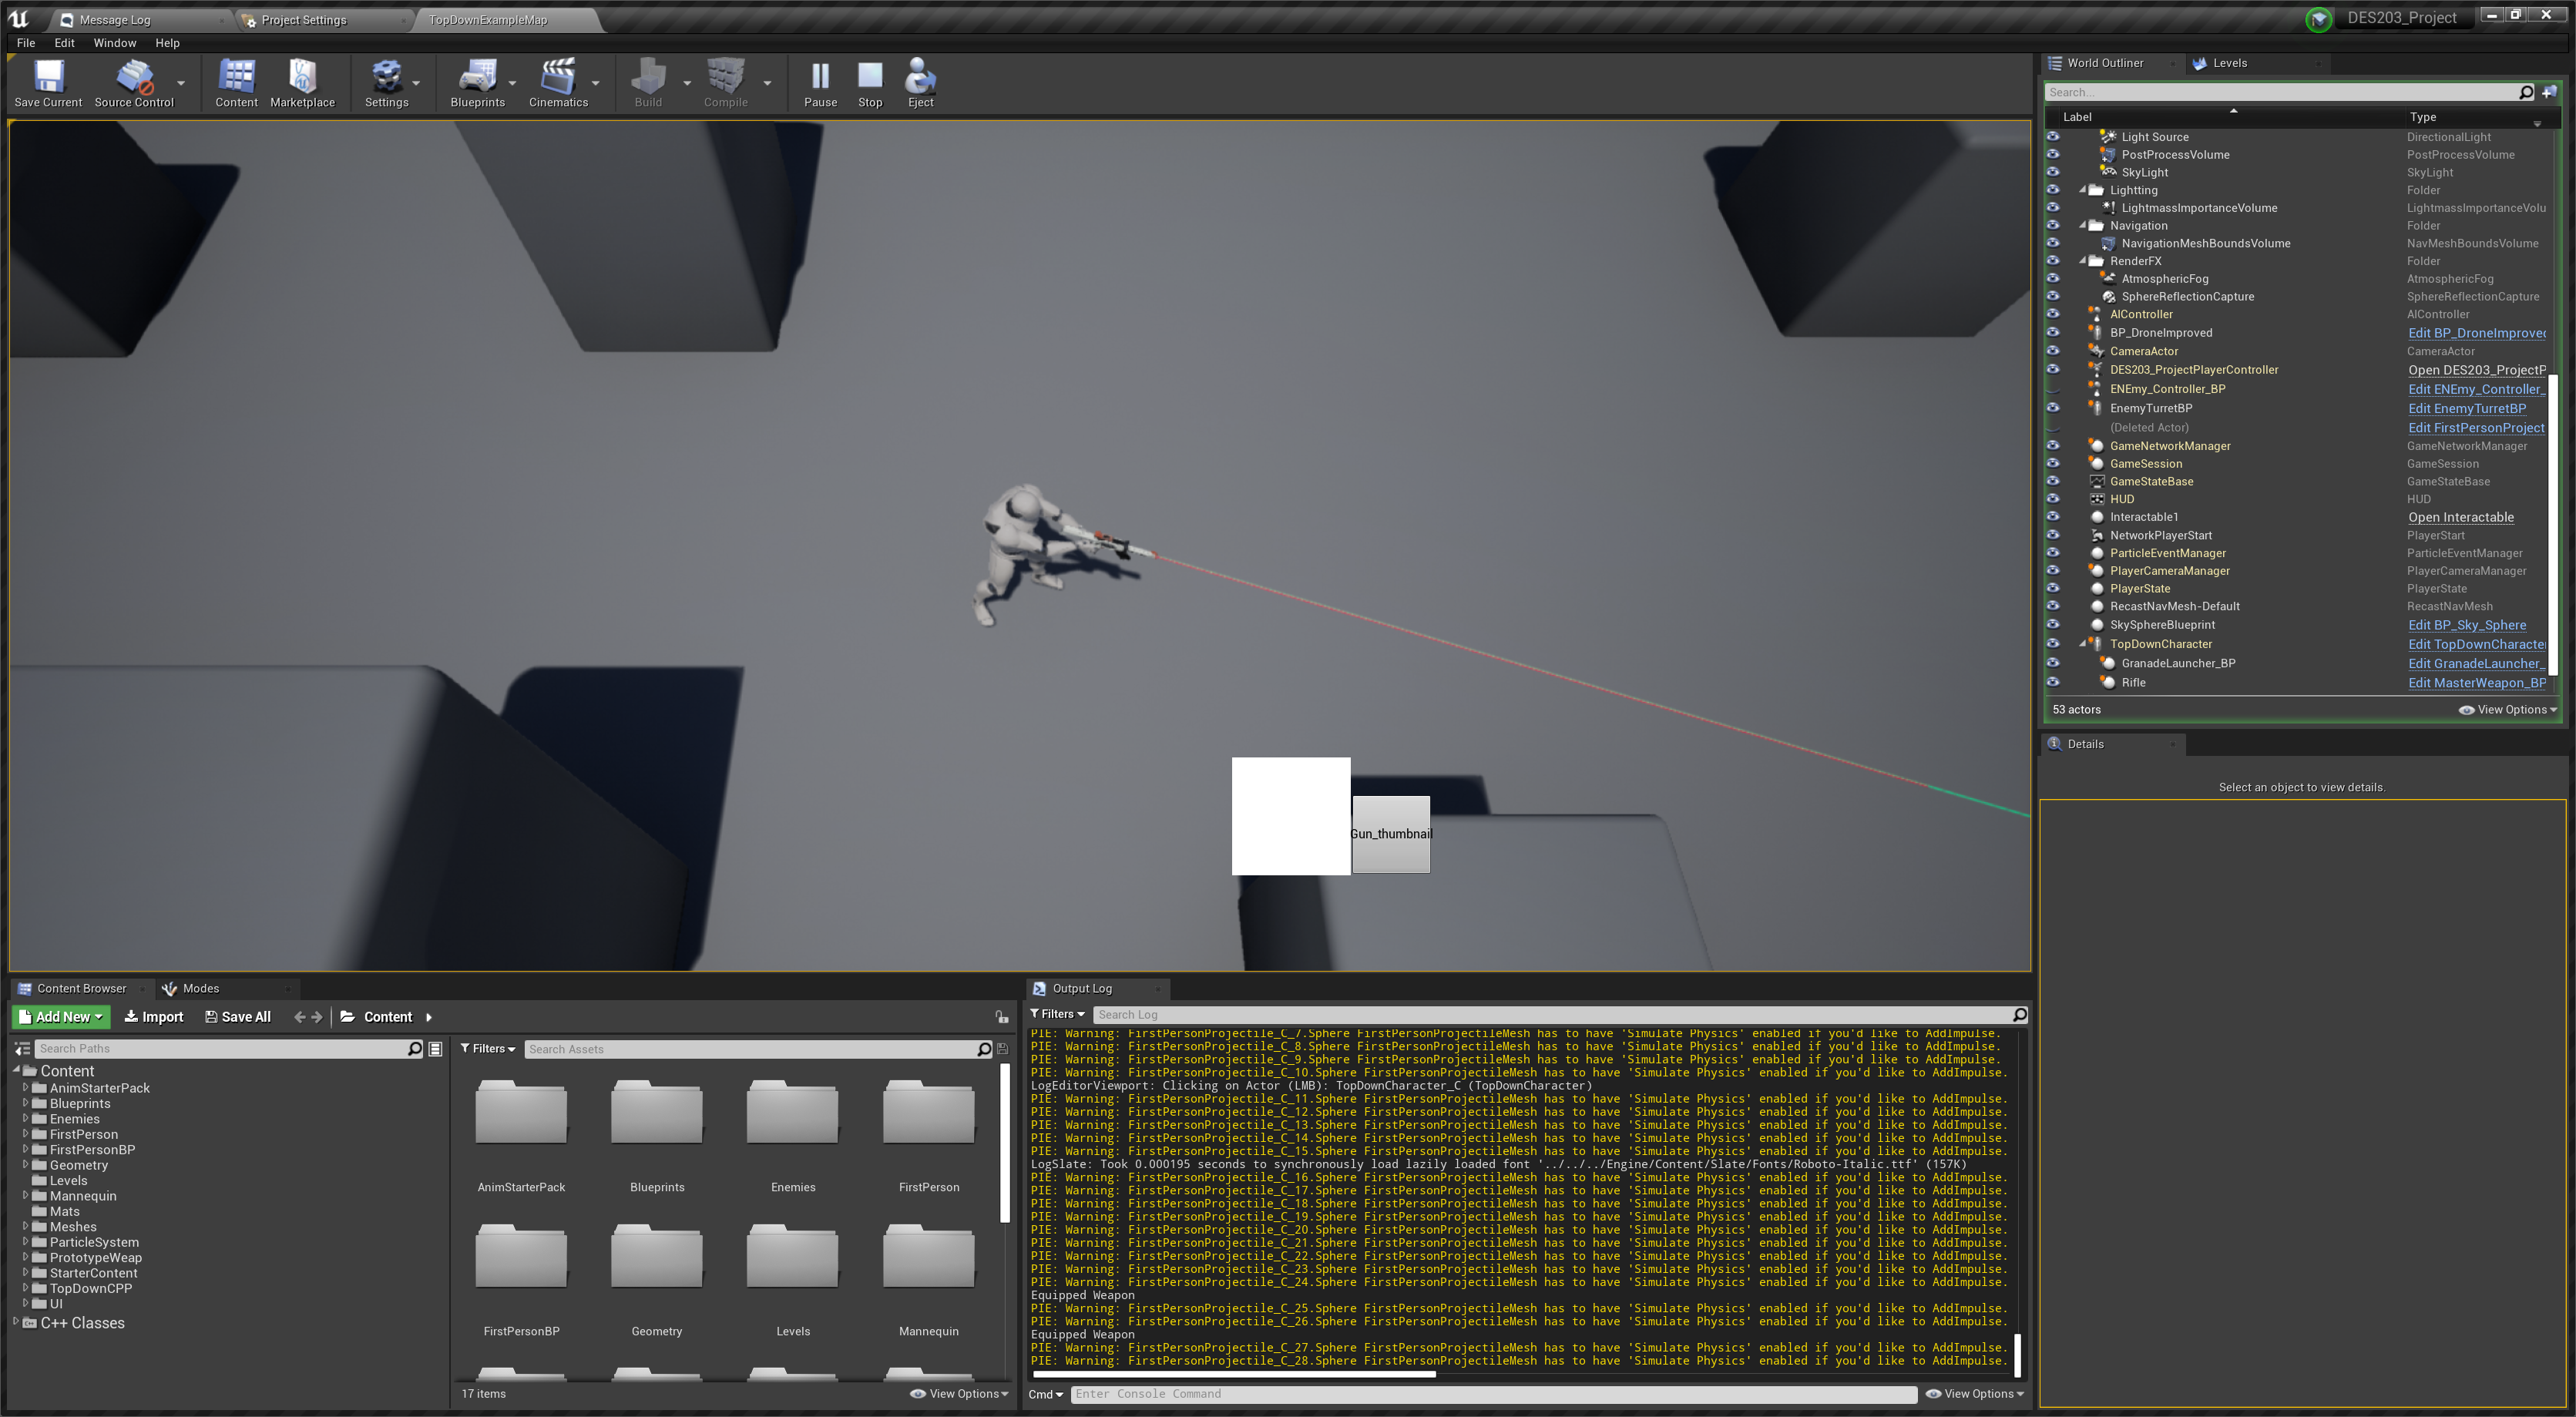 Message Log
Project Settings
TopDownExampleMap
DES203_Project
File Edit Window Help
Save Current
Source Control
Content
Marketplace
Settings
Blueprints
Cinematics
Build
Compile
Pause
Stop
Eject
World Outliner
Levels
Search...
Label Type
Light Source DirectionalLight
PostProcessVolume PostProcessVolume
SkyLight SkyLight
Lightting Folder
LightmassImportanceVolume LightmassImportanceVolu
Navigation Folder
NavigationMeshBoundsVolume NavMeshBoundsVolume
RenderFX Folder
AtmosphericFog AtmosphericFog
SphereReflectionCapture SphereReflectionCapture
AIController AIController
BP_DroneImproved Edit BP_DroneImproved
CameraActor CameraActor
DES203_ProjectPlayerController Open DES203_ProjectP
ENEmy_Controller_BP Edit ENEmy_Controller_
EnemyTurretBP Edit EnemyTurretBP
(Deleted Actor) Edit FirstPersonProject
GameNetworkManager GameNetworkManager
GameSession GameSession
GameStateBase GameStateBase
HUD HUD
Interactable1 Open Interactable
NetworkPlayerStart PlayerStart
ParticleEventManager ParticleEventManager
PlayerCameraManager PlayerCameraManager
PlayerState PlayerState
RecastNavMesh-Default RecastNavMesh
SkySphereBlueprint Edit BP_Sky_Sphere
TopDownCharacter Edit TopDownCharacte
GranadeLauncher_BP Edit GranadeLauncher_
Rifle Edit MasterWeapon_BP
53 actors View Options
Details
Select an object to view details.
Gun_thumbnail
Content Browser
Modes
Add New Import Save All Content
Search Paths
Content
AnimStarterPack
Blueprints
Enemies
FirstPerson
FirstPersonBP
Geometry
Levels
Mannequin
Mats
Meshes
ParticleSystem
PrototypeWeap
StarterContent
TopDownCPP
UI
C++ Classes
Filters Search Assets
AnimStarterPack Blueprints Enemies FirstPerson
FirstPersonBP Geometry Levels Mannequin
17 items View Options
Output Log
Filters Search Log
PIE: Warning: FirstPersonProjectile_C_7.Sphere FirstPersonProjectileMesh has to have 'Simulate Physics' enabled if you'd like to AddImpulse.
PIE: Warning: FirstPersonProjectile_C_8.Sphere FirstPersonProjectileMesh has to have 'Simulate Physics' enabled if you'd like to AddImpulse.
PIE: Warning: FirstPersonProjectile_C_9.Sphere FirstPersonProjectileMesh has to have 'Simulate Physics' enabled if you'd like to AddImpulse.
PIE: Warning: FirstPersonProjectile_C_10.Sphere FirstPersonProjectileMesh has to have 'Simulate Physics' enabled if you'd like to AddImpulse.
LogEditorViewport: Clicking on Actor (LMB): TopDownCharacter_C (TopDownCharacter)
PIE: Warning: FirstPersonProjectile_C_11.Sphere FirstPersonProjectileMesh has to have 'Simulate Physics' enabled if you'd like to AddImpulse.
PIE: Warning: FirstPersonProjectile_C_12.Sphere FirstPersonProjectileMesh has to have 'Simulate Physics' enabled if you'd like to AddImpulse.
PIE: Warning: FirstPersonProjectile_C_13.Sphere FirstPersonProjectileMesh has to have 'Simulate Physics' enabled if you'd like to AddImpulse.
PIE: Warning: FirstPersonProjectile_C_14.Sphere FirstPersonProjectileMesh has to have 'Simulate Physics' enabled if you'd like to AddImpulse.
PIE: Warning: FirstPersonProjectile_C_15.Sphere FirstPersonProjectileMesh has to have 'Simulate Physics' enabled if you'd like to AddImpulse.
LogSlate: Took 0.000195 seconds to synchronously load lazily loaded font '../../../Engine/Content/Slate/Fonts/Roboto-Italic.ttf' (157K)
PIE: Warning: FirstPersonProjectile_C_16.Sphere FirstPersonProjectileMesh has to have 'Simulate Physics' enabled if you'd like to AddImpulse.
PIE: Warning: FirstPersonProjectile_C_17.Sphere FirstPersonProjectileMesh has to have 'Simulate Physics' enabled if you'd like to AddImpulse.
PIE: Warning: FirstPersonProjectile_C_18.Sphere FirstPersonProjectileMesh has to have 'Simulate Physics' enabled if you'd like to AddImpulse.
PIE: Warning: FirstPersonProjectile_C_19.Sphere FirstPersonProjectileMesh has to have 'Simulate Physics' enabled if you'd like to AddImpulse.
PIE: Warning: FirstPersonProjectile_C_20.Sphere FirstPersonProjectileMesh has to have 'Simulate Physics' enabled if you'd like to AddImpulse.
PIE: Warning: FirstPersonProjectile_C_21.Sphere FirstPersonProjectileMesh has to have 'Simulate Physics' enabled if you'd like to AddImpulse.
PIE: Warning: FirstPersonProjectile_C_22.Sphere FirstPersonProjectileMesh has to have 'Simulate Physics' enabled if you'd like to AddImpulse.
PIE: Warning: FirstPersonProjectile_C_23.Sphere FirstPersonProjectileMesh has to have 'Simulate Physics' enabled if you'd like to AddImpulse.
PIE: Warning: FirstPersonProjectile_C_24.Sphere FirstPersonProjectileMesh has to have 'Simulate Physics' enabled if you'd like to AddImpulse.
Equipped Weapon
PIE: Warning: FirstPersonProjectile_C_25.Sphere FirstPersonProjectileMesh has to have 'Simulate Physics' enabled if you'd like to AddImpulse.
PIE: Warning: FirstPersonProjectile_C_26.Sphere FirstPersonProjectileMesh has to have 'Simulate Physics' enabled if you'd like to AddImpulse.
Equipped Weapon
PIE: Warning: FirstPersonProjectile_C_27.Sphere FirstPersonProjectileMesh has to have 'Simulate Physics' enabled if you'd like to AddImpulse.
PIE: Warning: FirstPersonProjectile_C_28.Sphere FirstPersonProjectileMesh has to have 'Simulate Physics' enabled if you'd like to AddImpulse.
Cmd Enter Console Command View Options